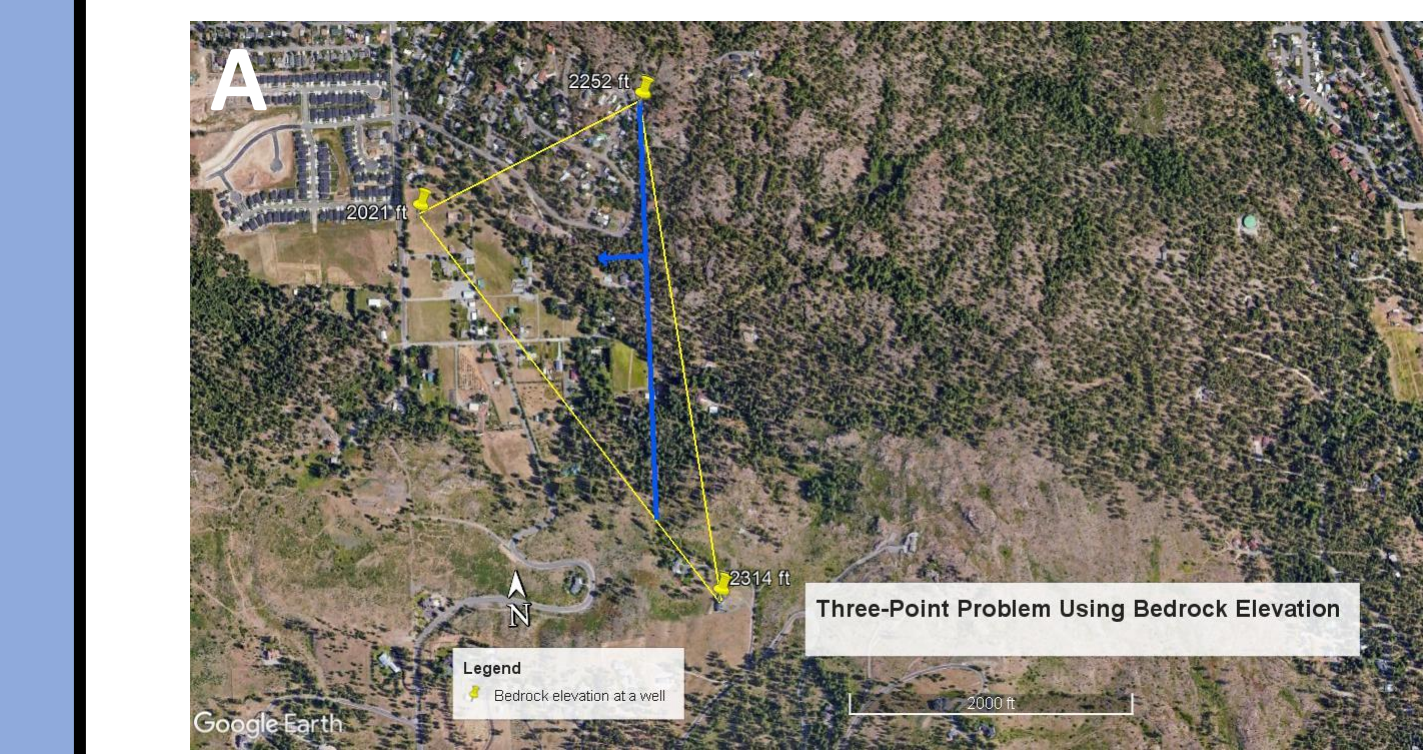 A
2252 ft
2021 ft
2314 ft
Three-Point Problem Using Bedrock Elevation
N
Legend
Bedrock elevation at a well
2000 ft
Google Earth